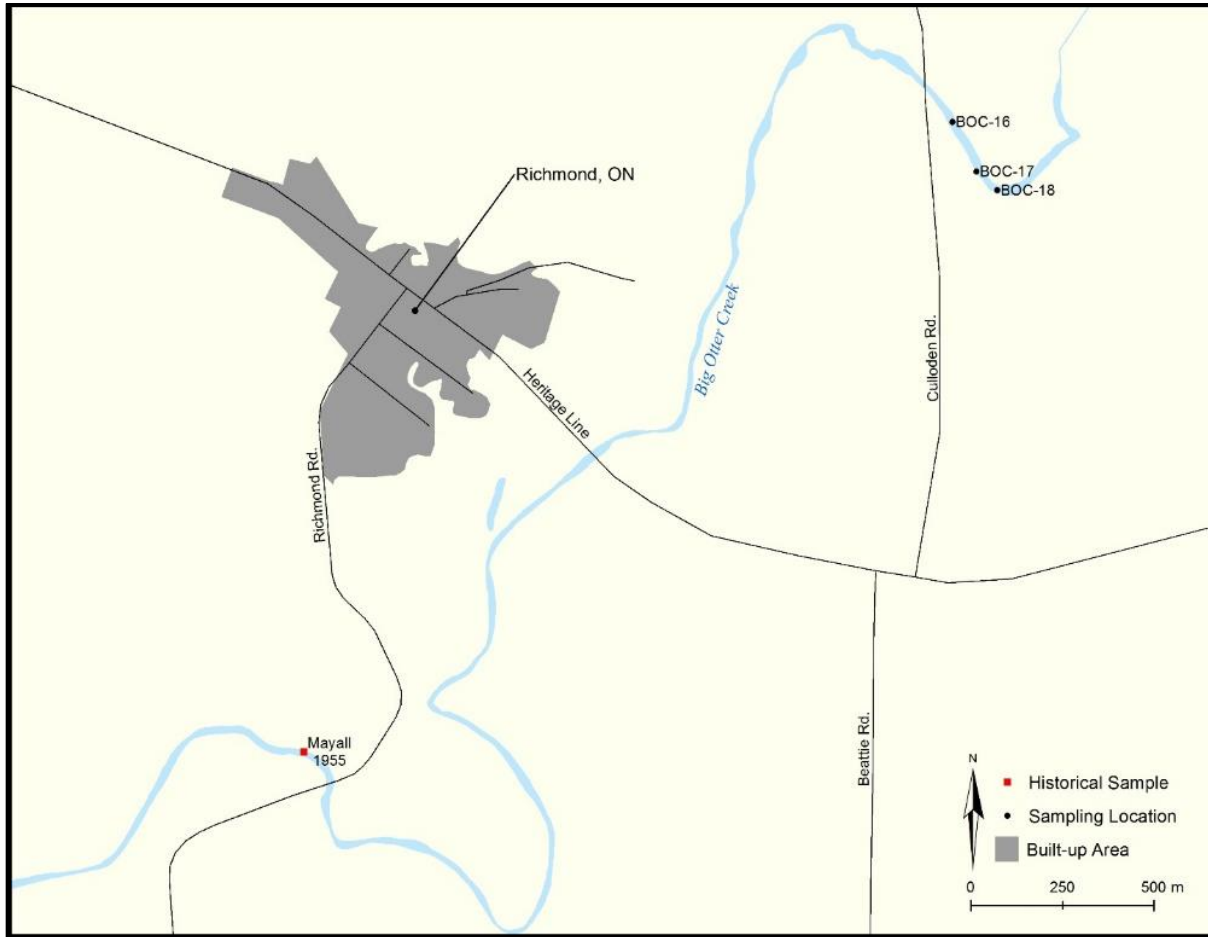 BOC-16
BOC-17
BOC-18
Richmond, ON
Big Otter Creek
Culloden Rd.
Heritage Line
Richmond Rd.
Mayall
1955
Beattie Rd.
N
Historical Sample
Sampling Location
Built-up Area
0 250 500 m